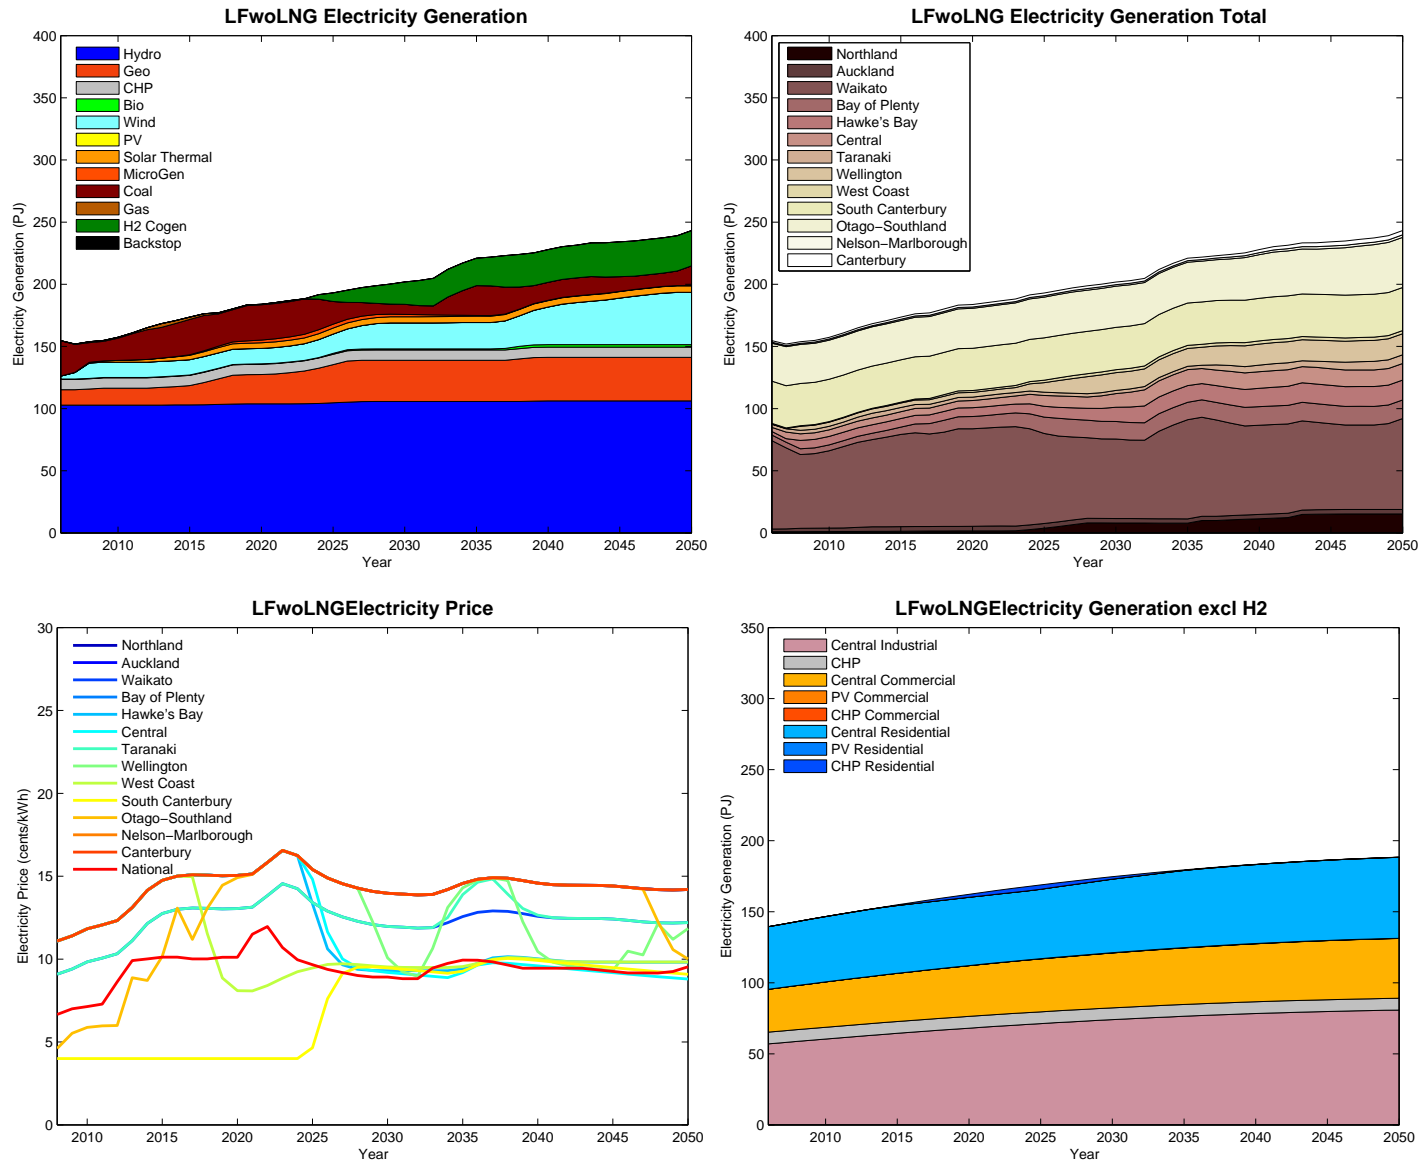 LFwoLNG Electricity Generation
400
350
300
250
200
150
100
50
0
Electricity Generation (PJ)
Hydro
Geo
CHP
Bio
Wind
PV
Solar Thermal
MicroGen
Coal
Gas
H2 Cogen
Backstop
2010 2015 2020 2025 2030 2035 2040 2045 2050
Year
LFwoLNG Electricity Generation Total
400
350
300
250
200
150
100
50
0
Electricity Generation (PJ)
Northland
Auckland
Waikato
Bay of Plenty
Hawke's Bay
Central
Taranaki
Wellington
West Coast
South Canterbury
Otago−Southland
Nelson−Marlborough
Canterbury
2010 2015 2020 2025 2030 2035 2040 2045 2050
Year
LFwoLNGElectricity Price
30
25
20
15
10
5
0
Electricity Price (cents/kWh)
Northland
Auckland
Waikato
Bay of Plenty
Hawke's Bay
Central
Taranaki
Wellington
West Coast
South Canterbury
Otago−Southland
Nelson−Marlborough
Canterbury
National
2010 2015 2020 2025 2030 2035 2040 2045 2050
Year
LFwoLNGElectricity Generation excl H2
350
300
250
200
150
100
50
0
Electricity Generation (PJ)
Central Industrial
CHP
Central Commercial
PV Commercial
CHP Commercial
Central Residential
PV Residential
CHP Residential
2010 2015 2020 2025 2030 2035 2040 2045 2050
Year